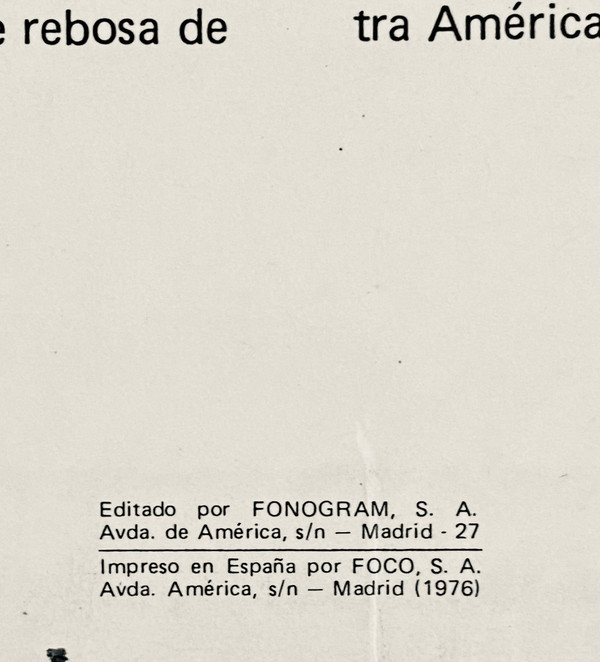 rebosa de
tra América
Editado por FONOGRAM, S. A.
Avda. de América, s/n — Madrid - 27
Impreso en España por FOCO, S. A.
Avda. América, s/n — Madrid (1976)